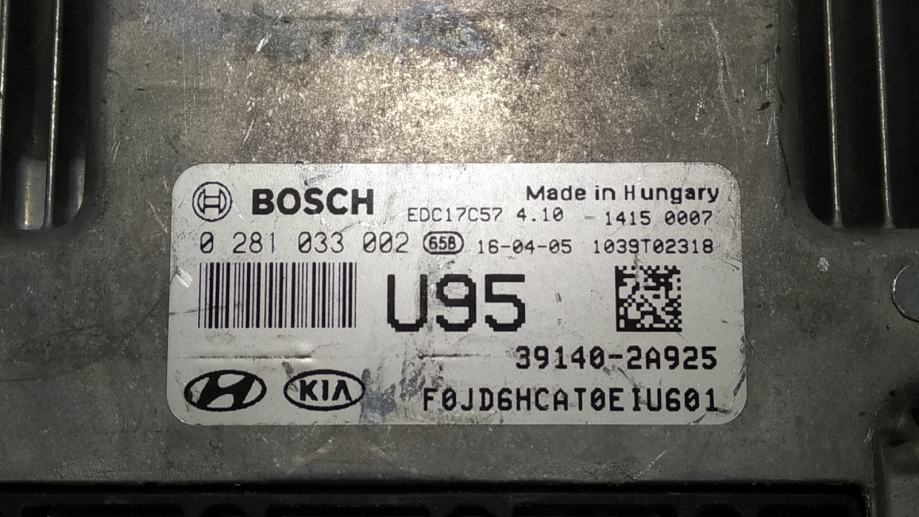 BOSCH Made in Hungary
EDC17C57 4.10 - 1415 0007
0 281 033 002 658 16-04-05 1039T02318
U95
39140-2A925
KIA F0JD6HCAT0E1U601